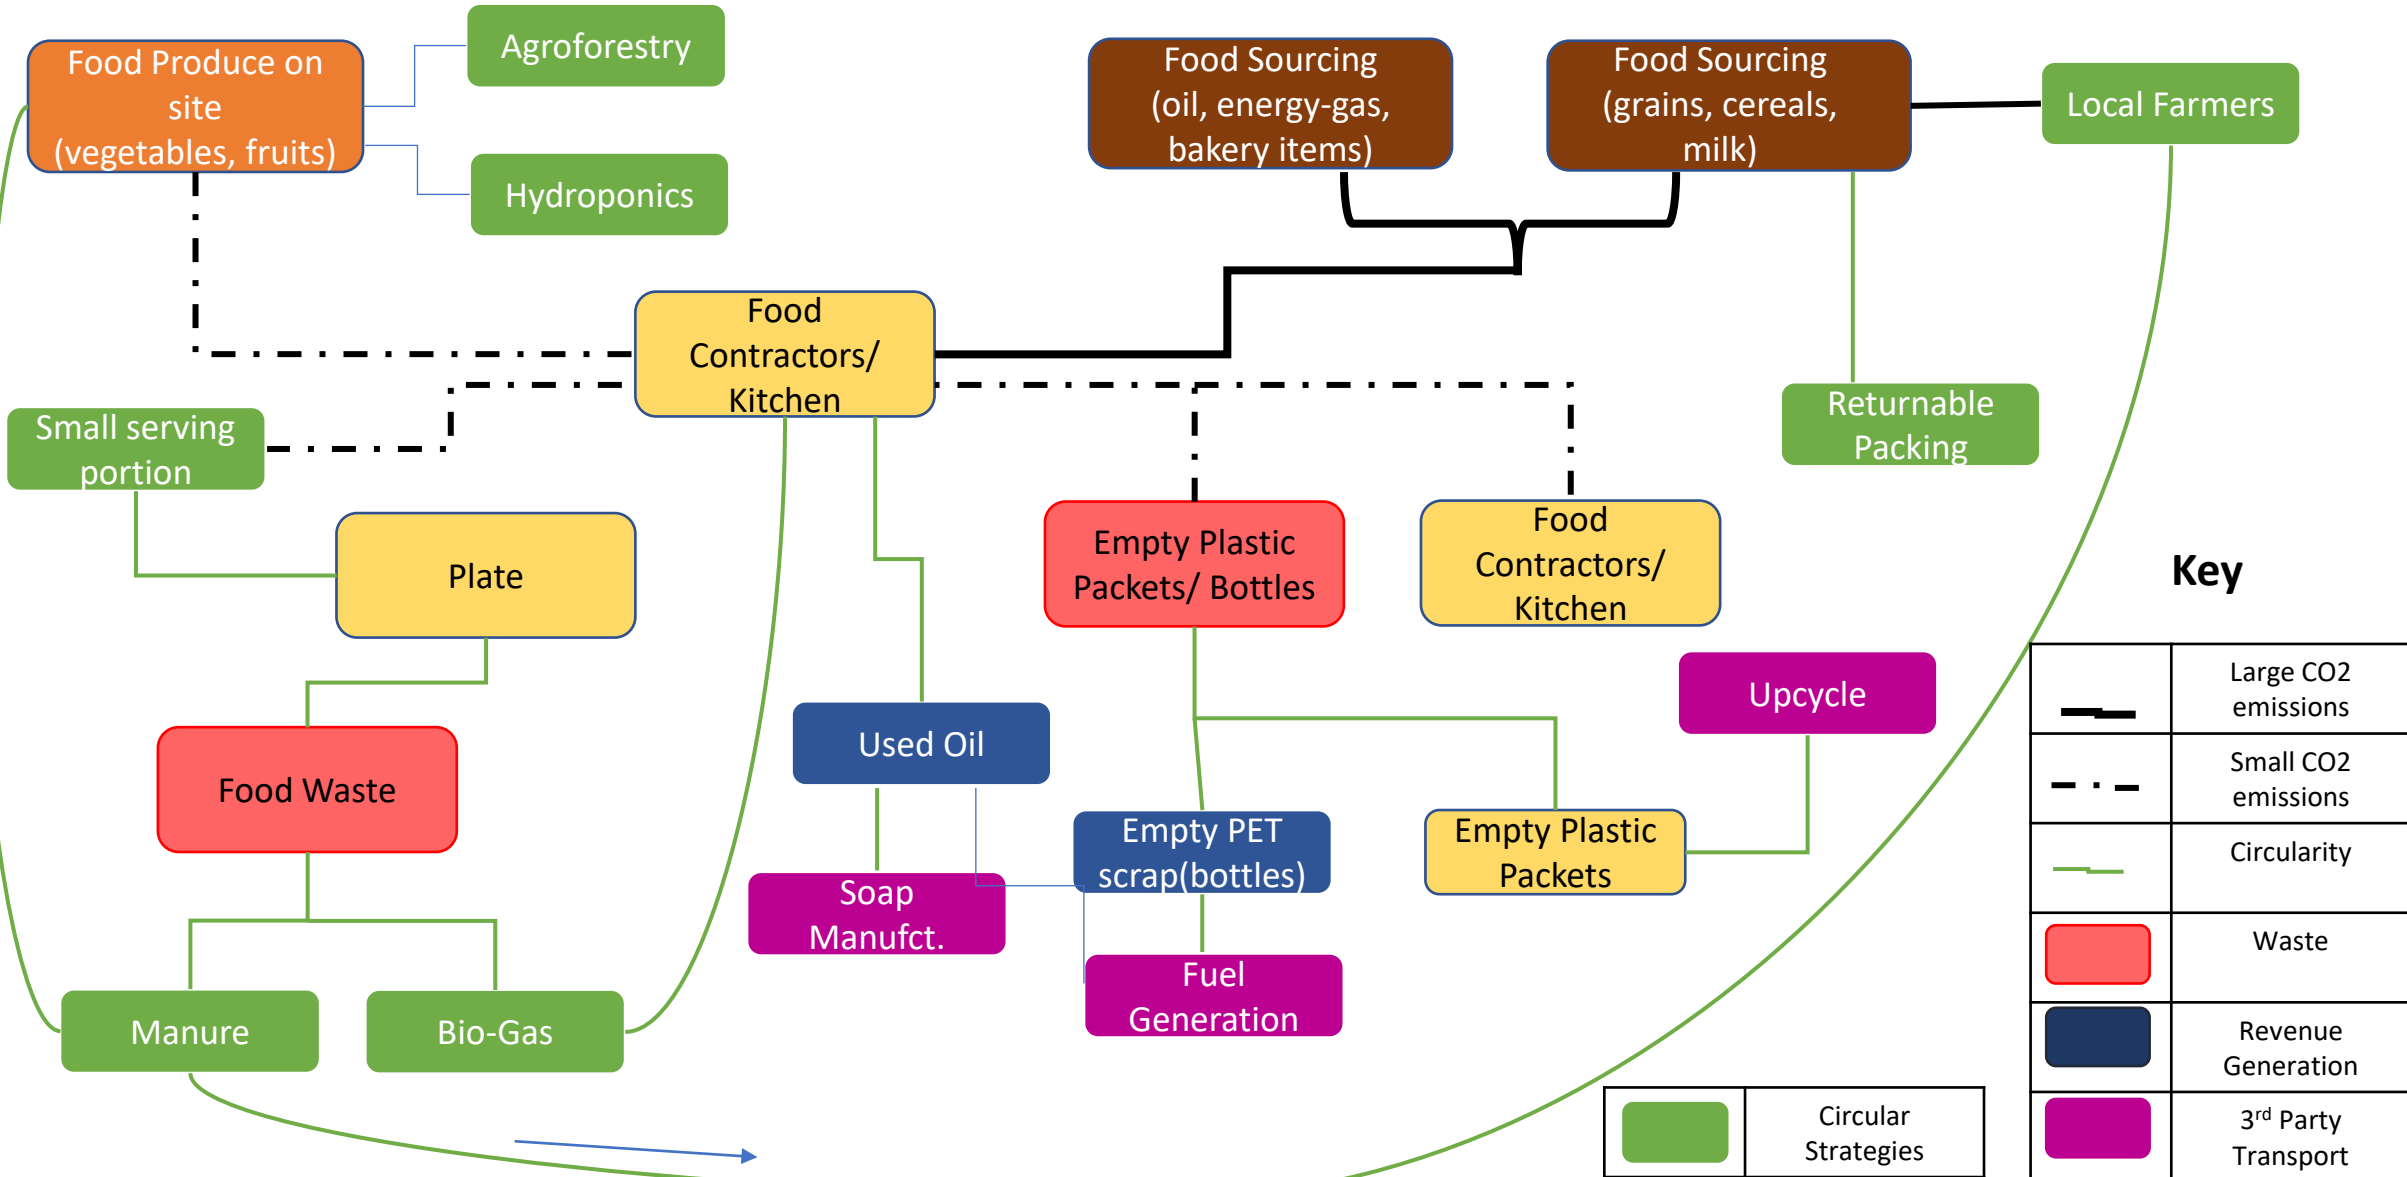 Food Produce on
site
(vegetables, fruits)
Agroforestry
Hydroponics
Food Sourcing
(oil, energy-gas,
bakery items)
Food Sourcing
(grains, cereals,
milk)
Local Farmers
Food
Contractors/
Kitchen
Small serving
portion
Returnable
Packing
Plate
Empty Plastic
Packets/ Bottles
Food
Contractors/
Kitchen
Upcycle
Used Oil
Food Waste
Empty PET
scrap(bottles)
Empty Plastic
Packets
Soap
Manufct.
Fuel
Generation
Manure
Bio-Gas
Key
Large CO2
emissions
Small CO2
emissions
Circularity
Waste
Revenue
Generation
3rd Party
Transport
Circular
Strategies